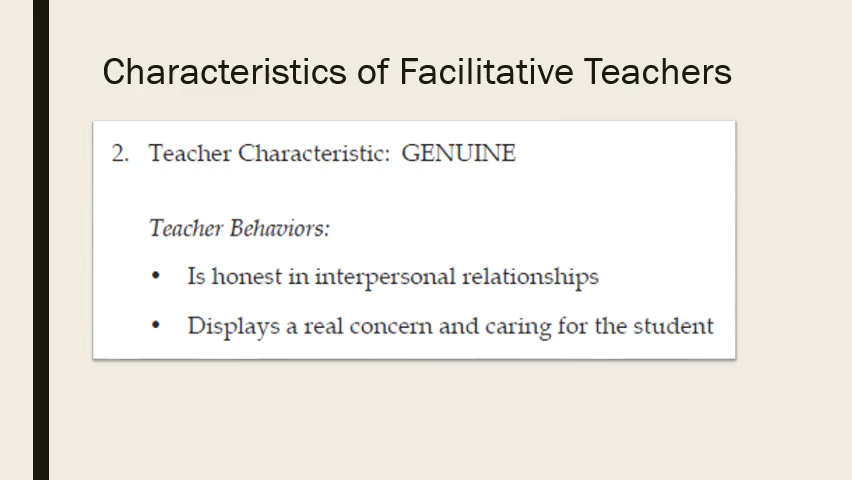 Characteristics of Facilitative Teachers
2. Teacher Characteristic: GENUINE
Teacher Behaviors:
• Is honest in interpersonal relationships
• Displays a real concern and caring for the student